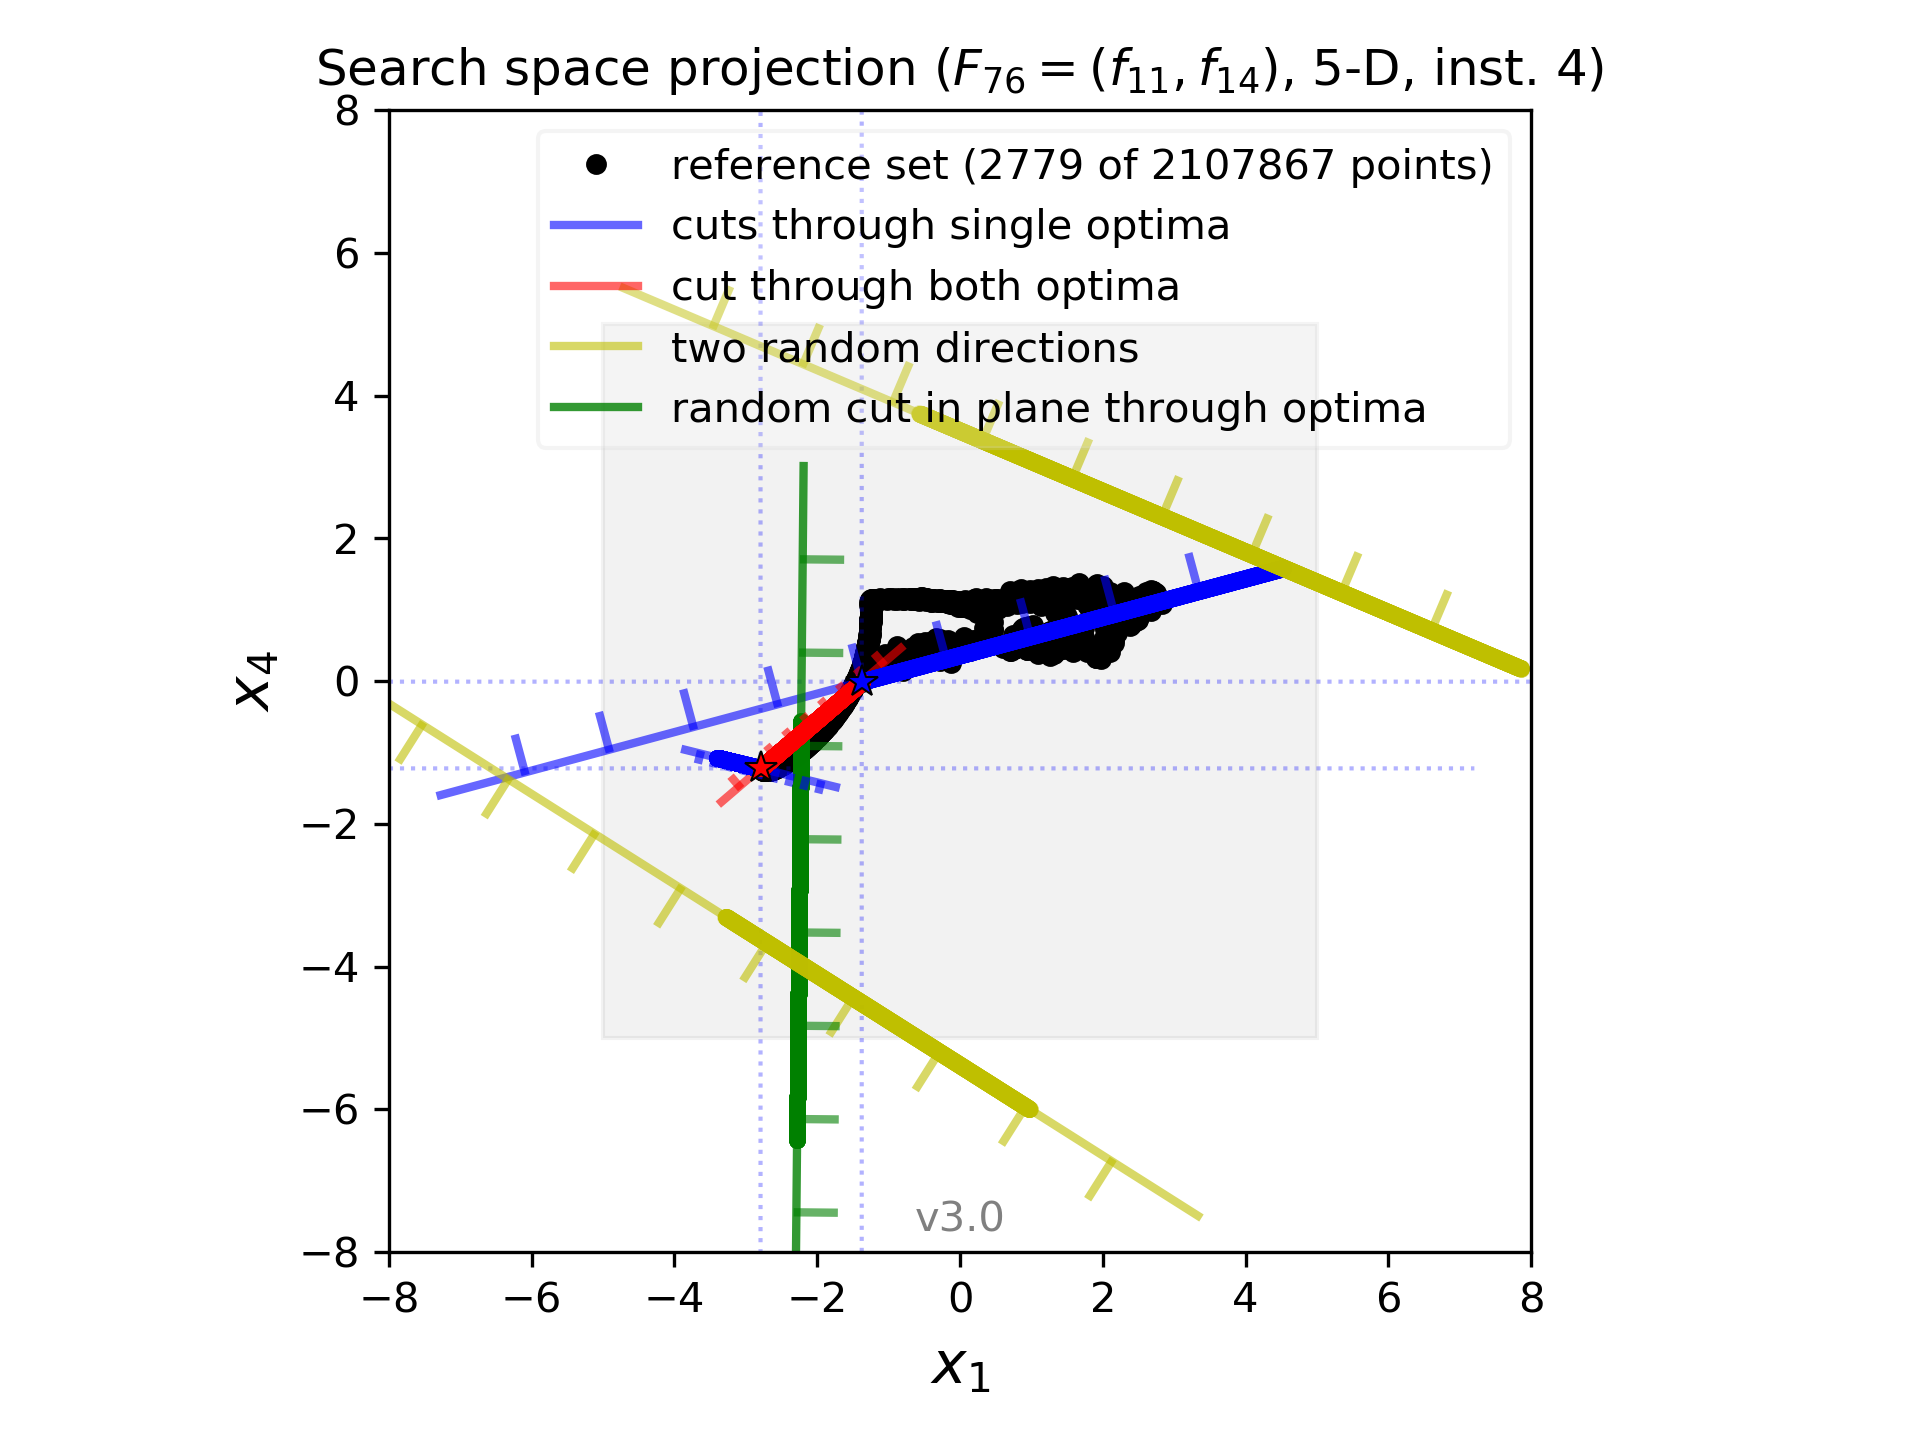 Search space projection (F76 = (f11, f14), 5-D, inst. 4)
8
6
4
2
0
−2
−4
−6
−8
x4
reference set (2779 of 2107867 points)
cuts through single optima
cut through both optima
two random directions
random cut in plane through optima
v3.0
−8 −6 −4 −2 0 2 4 6 8
x1